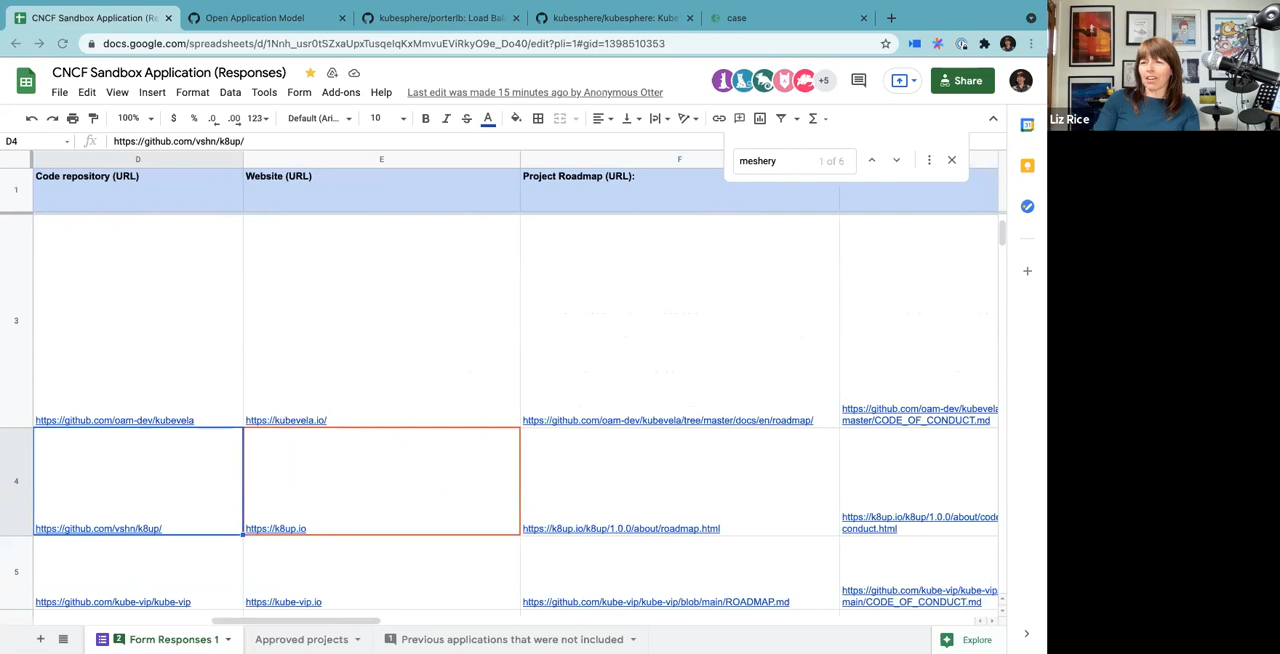 CNCF Sandbox Application (Re
Open Application Model
kubesphere/porterlb: Load Bal
kubesphere/kubesphere: Kube
case
docs.google.com/spreadsheets/d/1Nnh_usr0tSZxaUpxTusqelqKxMmvuEViRkyO9e_Do40/edit?pli=1#gid=1398510353
CNCF Sandbox Application (Responses)
+5
Share
File Edit View Insert Format Data Tools Form Add-ons Help Last edit was made 15 minutes ago by Anonymous Otter
100% $ % .0 .00 123 Default (Ari... 10 B I S A
D4 fx https://github.com/vshn/k8up/
meshery 1 of 6
D E F
1 Code repository (URL) Website (URL) Project Roadmap (URL):
3
https://github.com/oam-dev/kubevela
https://kubevela.io/
https://github.com/oam-dev/kubevela/tree/master/docs/en/roadmap/
https://github.com/oam-dev/kubevela
master/CODE_OF_CONDUCT.md
4
https://github.com/vshn/k8up/
https://k8up.io
https://k8up.io/k8up/1.0.0/about/roadmap.html
https://k8up.io/k8up/1.0.0/about/code
conduct.html
5
https://github.com/kube-vip/kube-vip
https://kube-vip.io
https://github.com/kube-vip/kube-vip/blob/main/ROADMAP.md
https://github.com/kube-vip/kube-vip
main/CODE_OF_CONDUCT.md
2 Form Responses 1
Approved projects
1 Previous applications that were not included
Explore
Liz Rice